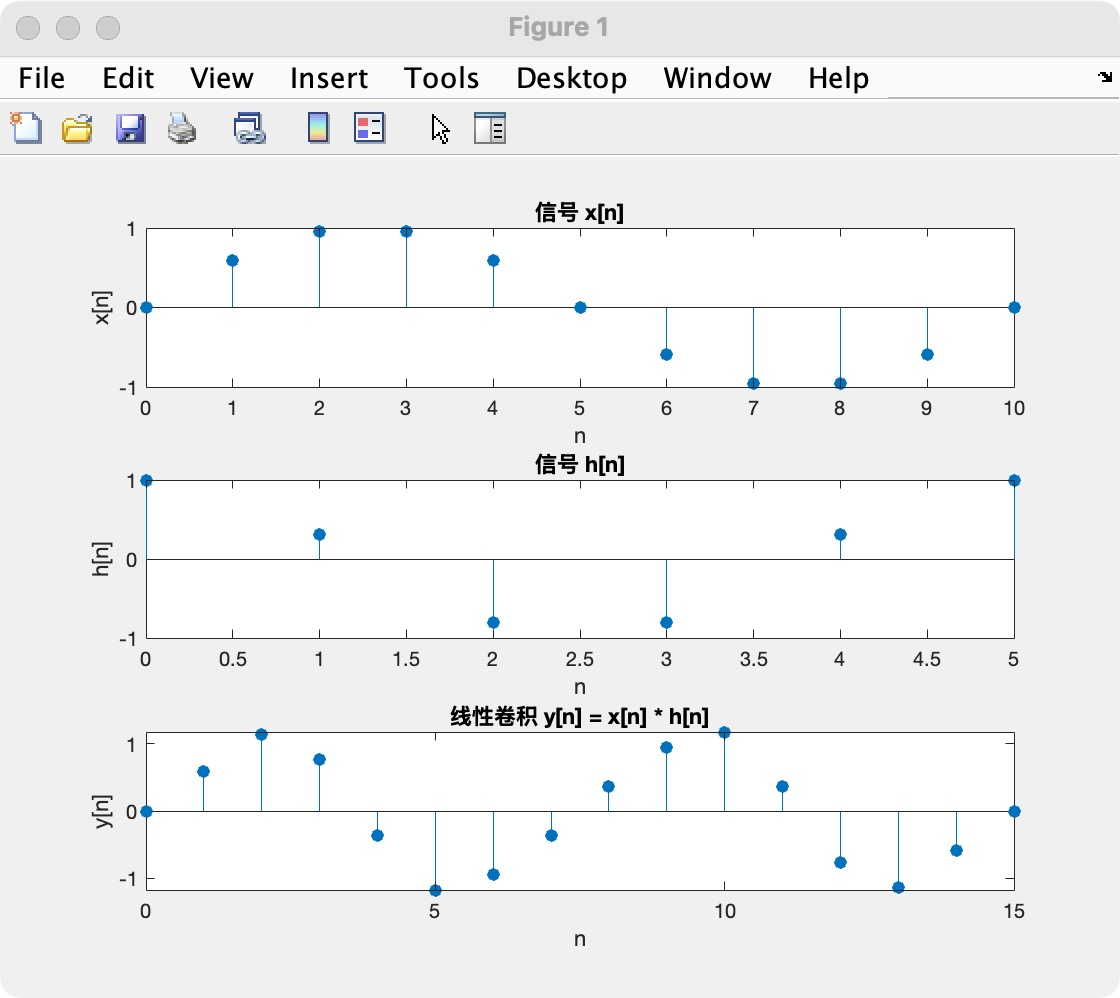 Figure 1
File Edit View Insert Tools Desktop Window Help
信号 x[n]
1
0
-1
x[n]
0 1 2 3 4 5 6 7 8 9 10
n
信号 h[n]
1
0
-1
h[n]
0 0.5 1 1.5 2 2.5 3 3.5 4 4.5 5
n
线性卷积 y[n] = x[n] * h[n]
1
0
-1
y[n]
0 5 10 15
n